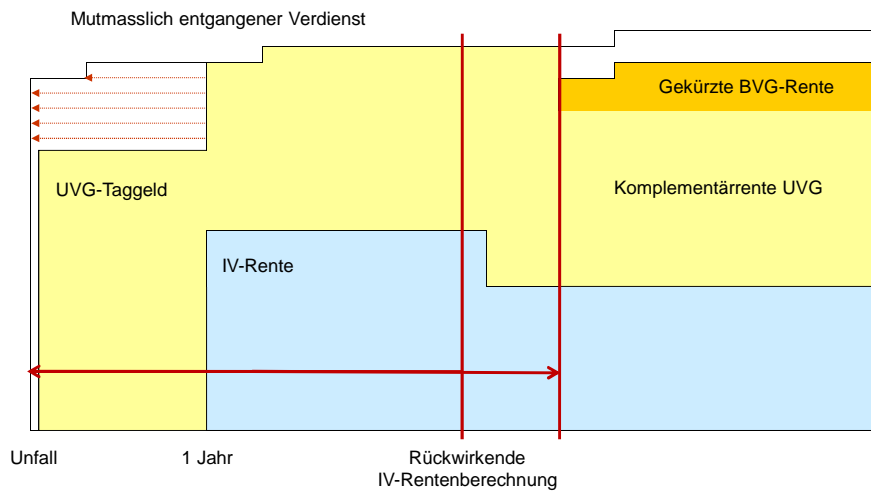 Mutmasslich entgangener Verdienst
Gekürzte BVG-Rente
UVG-Taggeld
Komplementärrente UVG
IV-Rente
Unfall
1 Jahr
Rückwirkende
IV-Rentenberechnung